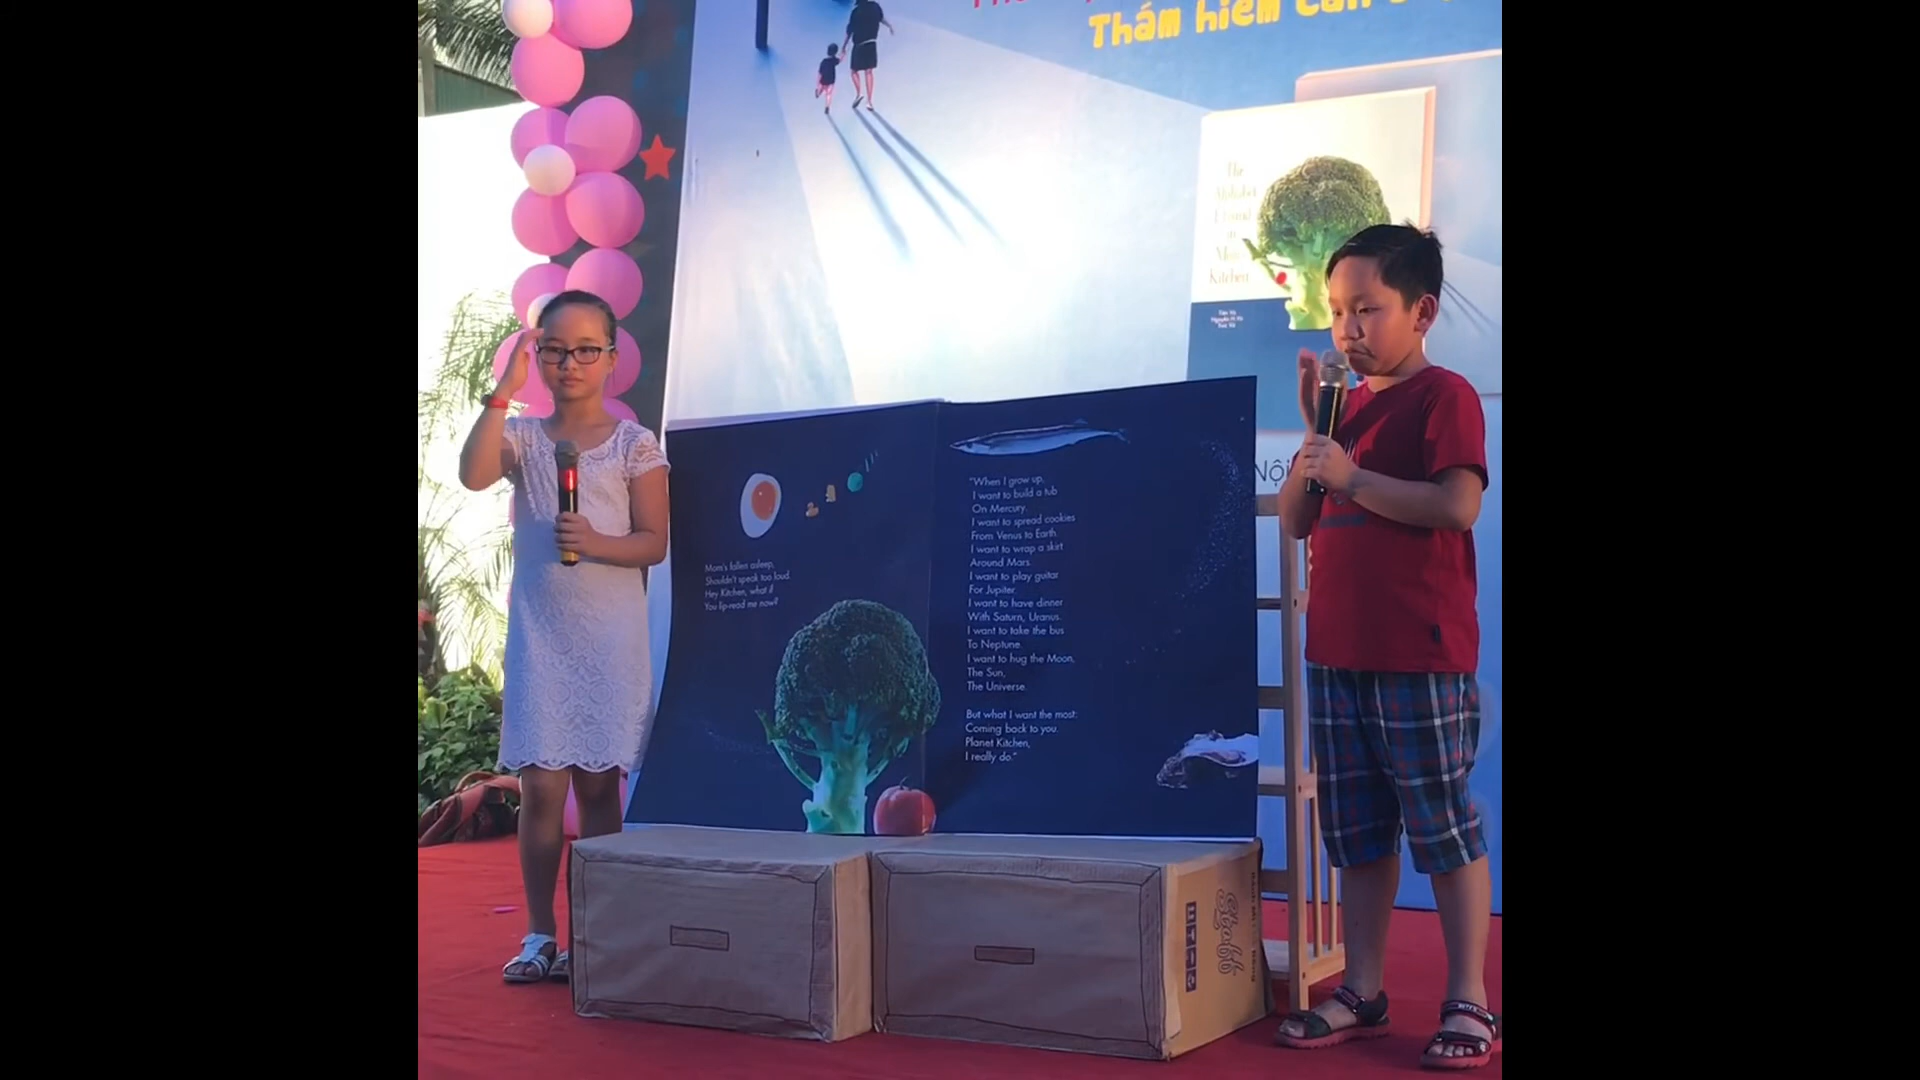 Thám hiểm
The
Alphabet
Found
in
Mom's
Kitchen
Nội
Mom's fallen asleep,
Shouldn't speak too loud.
Hey Kitchen, what if
You lip-read me now?
"When I grow up,
I want to build a tub
On Mercury.
I want to spread cookies
From Venus to Earth.
I want to wrap a skirt
Around Mars.
I want to play guitar
For Jupiter.
I want to have dinner
With Saturn, Uranus.
I want to take the bus
To Neptune.
I want to hug the Moon,
The Sun,
The Universe.
But what I want the most:
Coming back to you.
Planet Kitchen,
I really do."